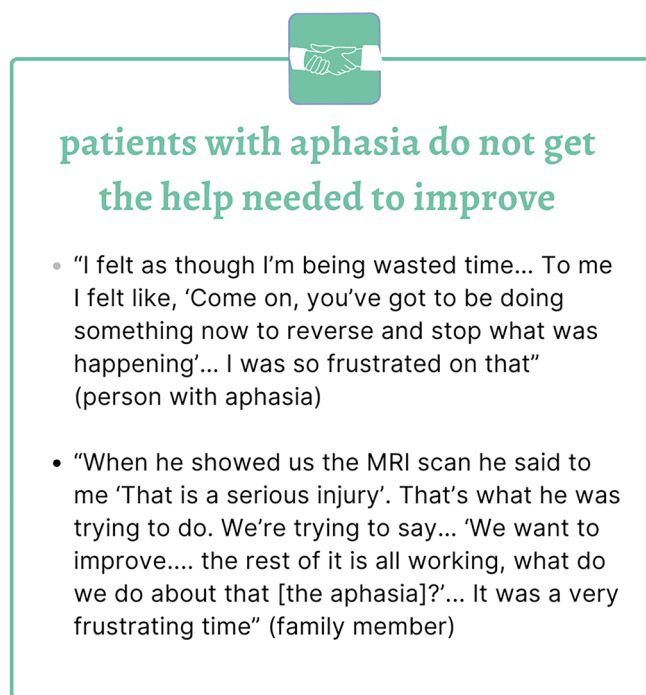 patients with aphasia do not get
the help needed to improve
“I felt as though I’m being wasted time... To me
I felt like, ‘Come on, you’ve got to be doing
something now to reverse and stop what was
happening’... I was so frustrated on that”
(person with aphasia)
“When he showed us the MRI scan he said to
me ‘That is a serious injury’. That’s what he was
trying to do. We’re trying to say... ‘We want to
improve.... the rest of it is all working, what do
we do about that [the aphasia]?’... It was a very
frustrating time” (family member)